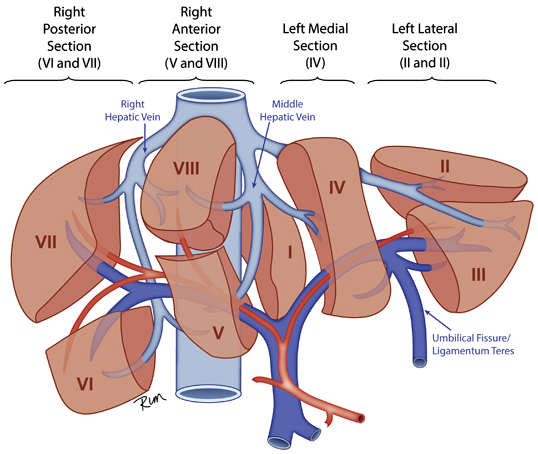 Right
Posterior
Section
(VI and VII)
Right
Anterior
Section
(V and VIII)
Left Medial
Section
(IV)
Left Lateral
Section
(II and II)
Right
Hepatic Vein
Middle
Hepatic Vein
VIII
II
IV
VII
I
III
V
Umbilical Fissure/
Ligamentum Teres
VI